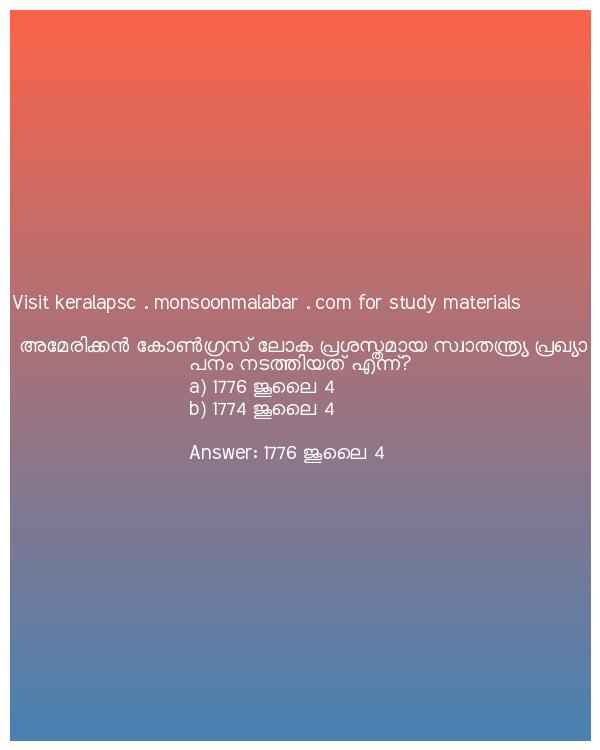 Visit keralapsc . monsoonmalabar . com for study materials
അമേരിക്കൻ കോൺഗ്രസ് ലോക പ്രശസ്തമായ സ്വാതന്ത്ര്യ പ്രഖ്യാ
പനം നടത്തിയത് എന്ന്?
a) 1776 ജൂലൈ 4
b) 1774 ജൂലൈ 4
Answer: 1776 ജൂലൈ 4